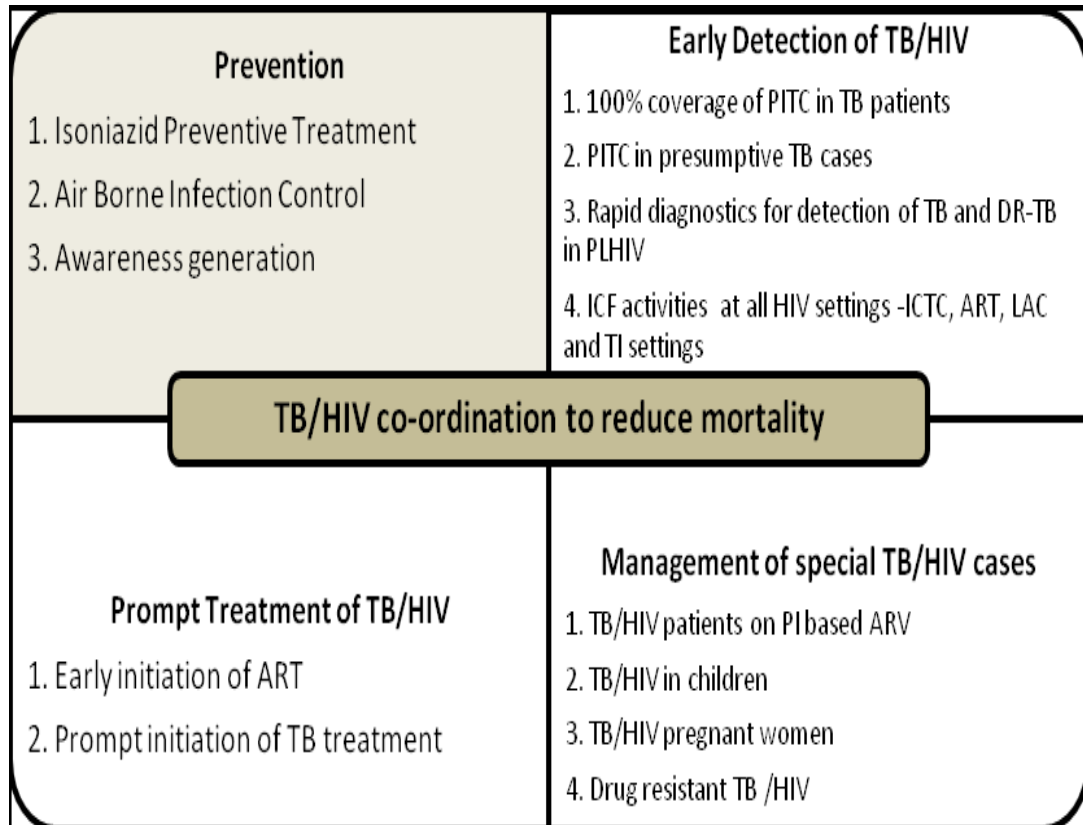 Prevention
1. Isoniazid Preventive Treatment
2. Air Borne Infection Control
3. Awareness generation
Early Detection of TB/HIV
1. 100% coverage of PITC in TB patients
2. PITC in presumptive TB cases
3. Rapid diagnostics for detection of TB and DR-TB
in PLHIV
4. ICF activities at all HIV settings -ICTC, ART, LAC
and TI settings
TB/HIV co-ordination to reduce mortality
Prompt Treatment of TB/HIV
1. Early initiation of ART
2. Prompt initiation of TB treatment
Management of special TB/HIV cases
1. TB/HIV patients on PI based ARV
2. TB/HIV in children
3. TB/HIV pregnant women
4. Drug resistant TB /HIV